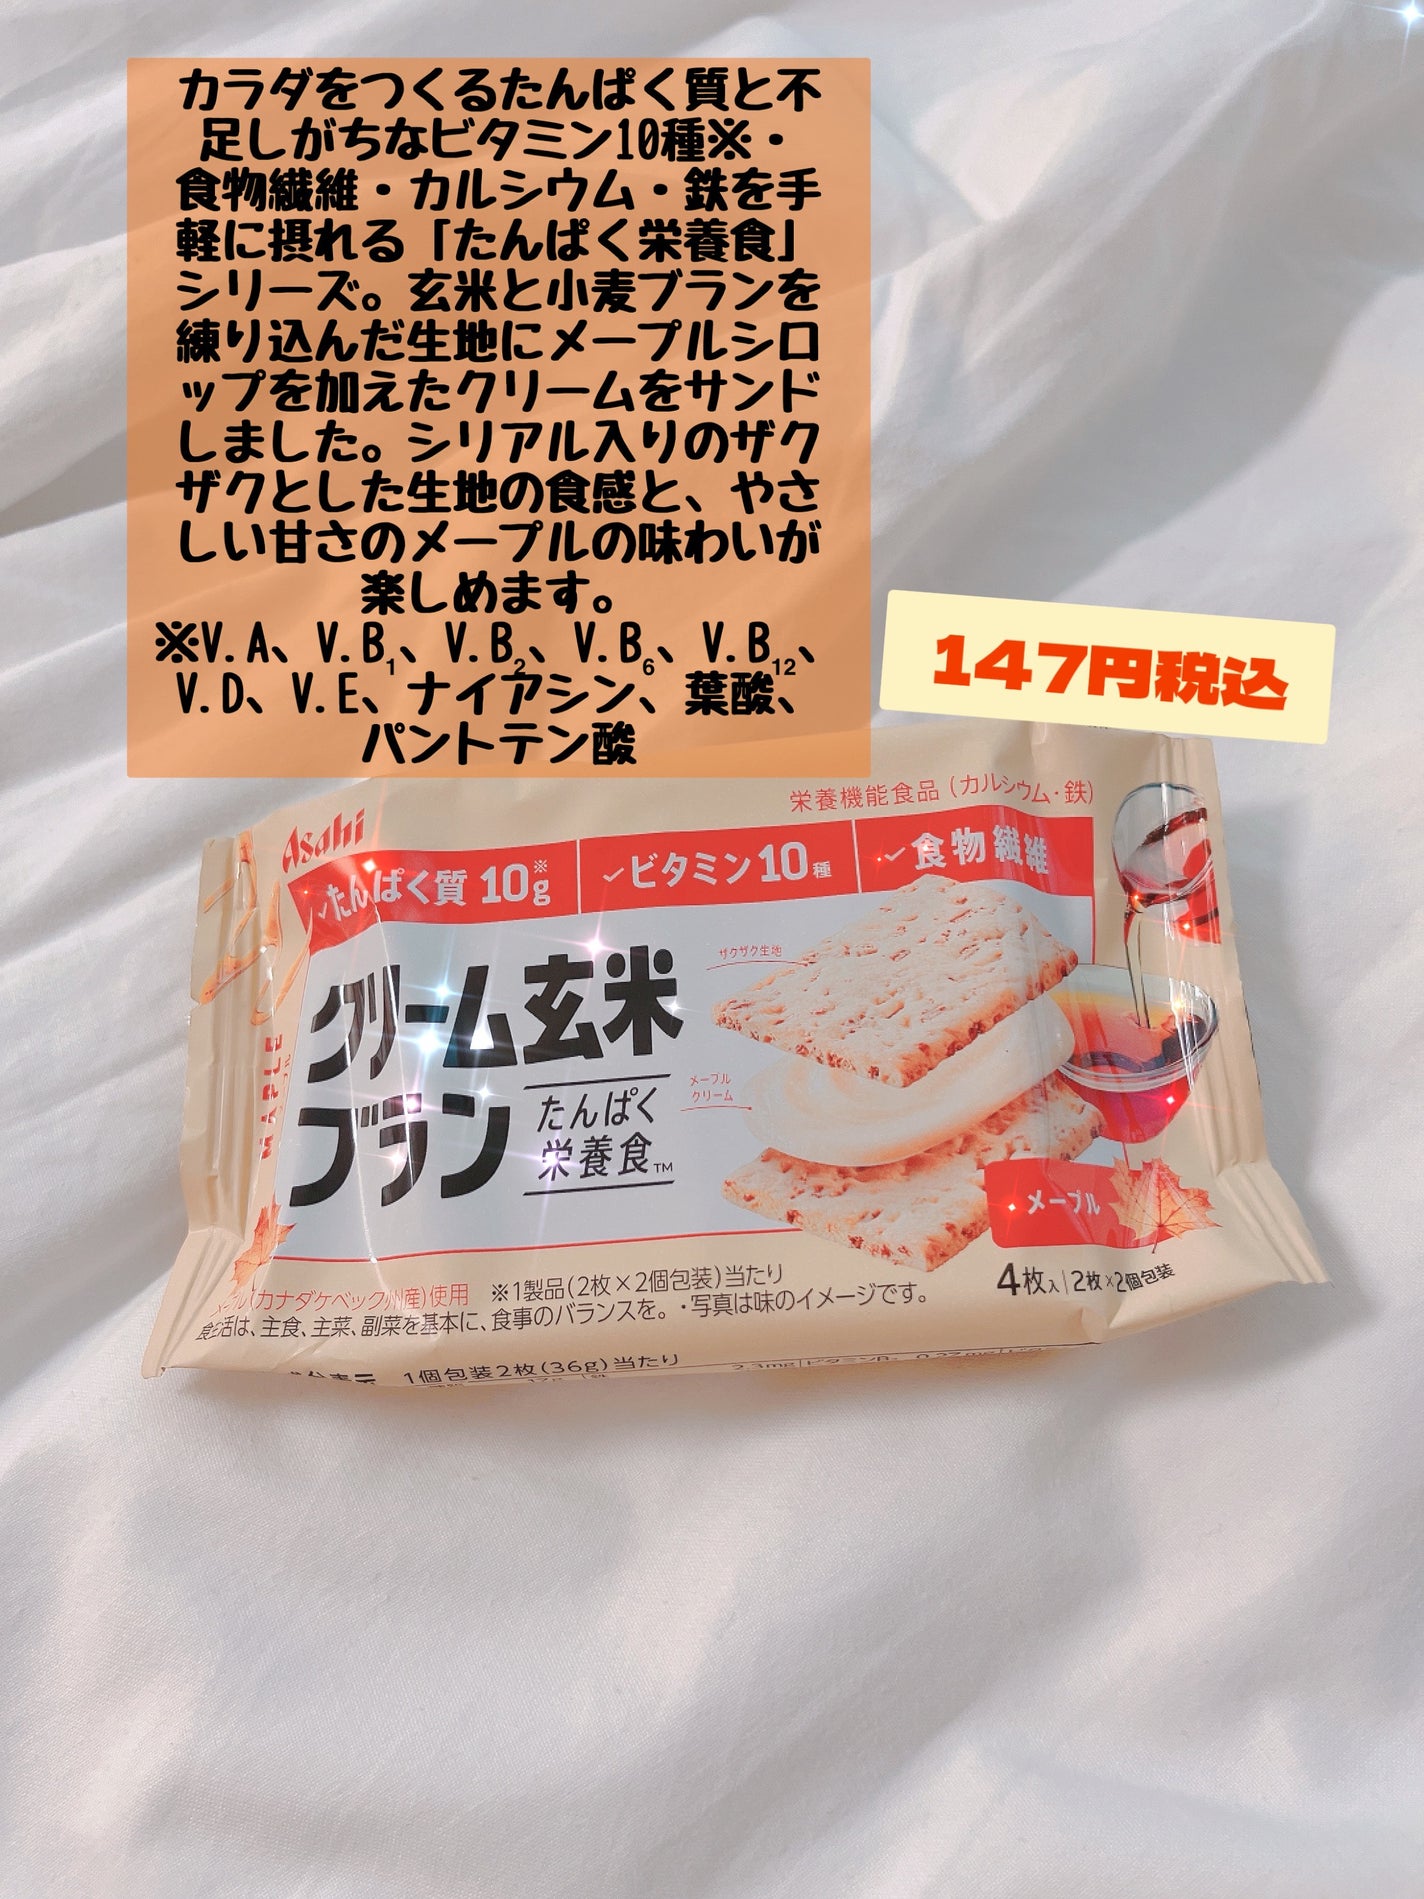 カラダをつくるたんぱく質と不
足しがちなビタミン10種※・
食物繊維・カルシウム・鉄を手
軽に摂れる「たんぱく栄養食」
シリーズ。玄米と小麦ブランを
練り込んだ生地にメープルシロ
ップを加えたクリームをサンド
しました。シリアル入りのザク
ザクとした生地の食感と、やさ
しい甘さのメープルの味わいが
楽しめます。
※V.A、V.B₁、V.B₂、V.B₆、V.B₁₂、
V.D、V.E、ナイアシン、葉酸、
パントテン酸
147円税込
栄養機能食品(カルシウム・鉄)
Asahi
✓たんぱく質10g※
✓ビタミン10種
✓食物繊維
クリーム玄米
ブラン
たんぱく
栄養食™
ザクザク生地
メープル
クリーム
MAPLE
メープル
4枚入|2枚×2個包装
(カナダケベック州産)使用
※1製品(2枚×2個包装)当たり
食生活は、主食、主菜、副菜を基本に、食事のバランスを。・写真は味のイメージです。
1個包装2枚(36g)当たり